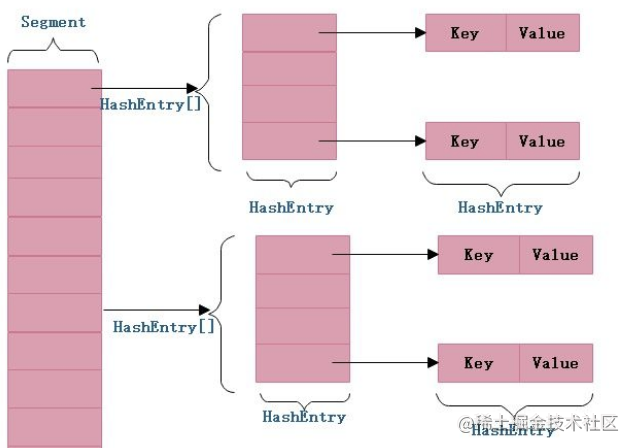 Segment
HashEntry[]
Key Value
Key Value
HashEntry
HashEntry
Key Value
HashEntry[]
Key Value
HashEntry
HashEntry
@稀土掘金技术社区